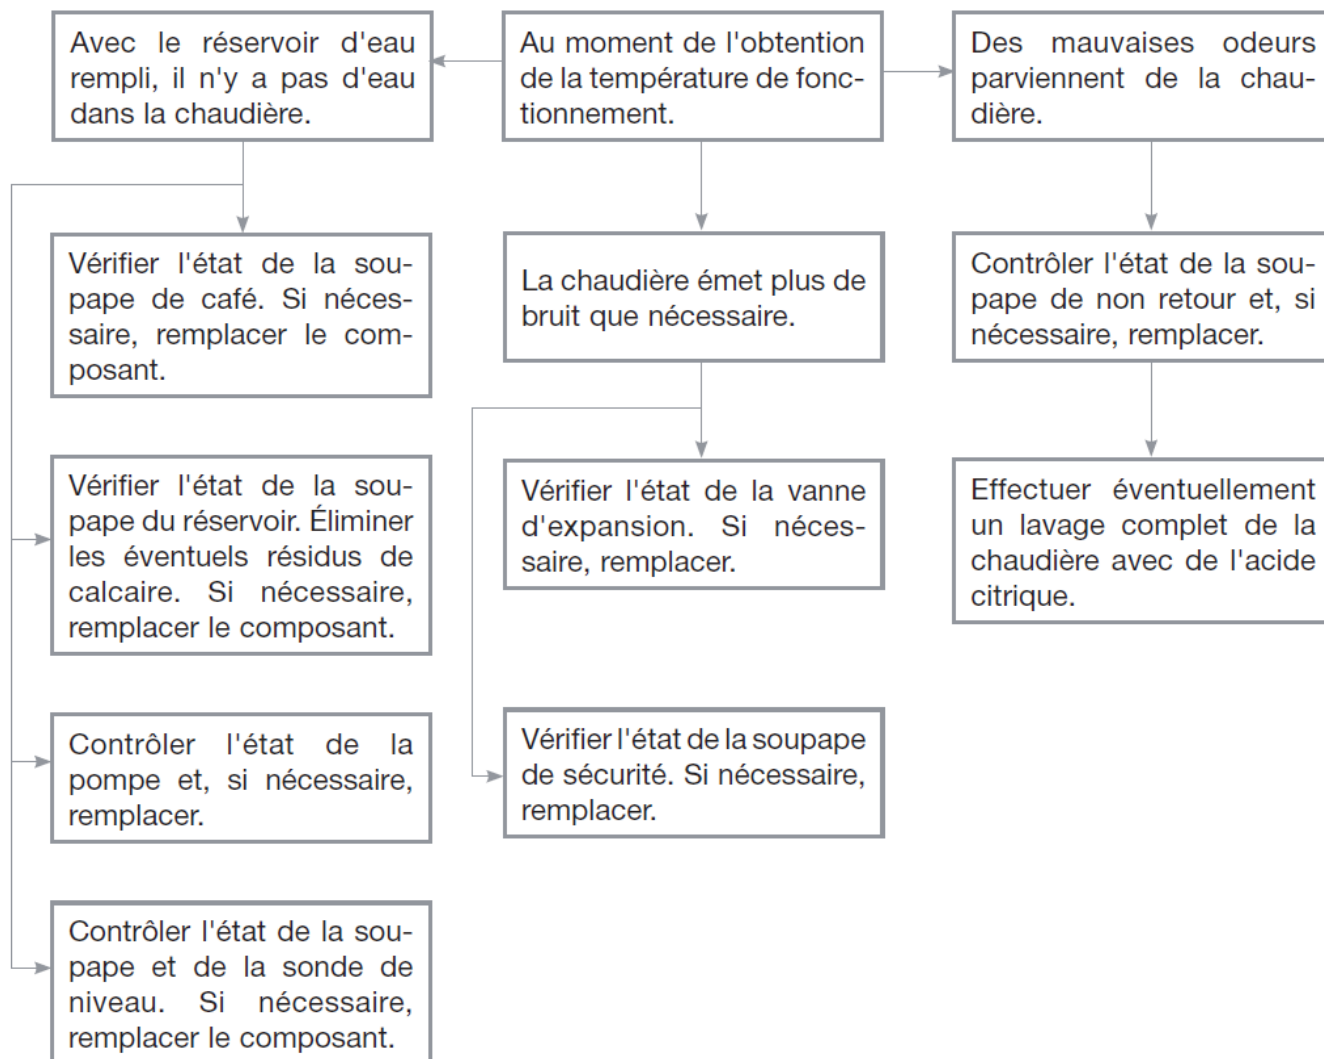 Avec le réservoir d'eau
rempli, il n'y a pas d'eau
dans la chaudière.
Au moment de l'obtention
de la température de fonc-
tionnement.
Des mauvaises odeurs
parviennent de la chau-
dière.
Vérifier l'état de la sou-
pape de café. Si néces-
saire, remplacer le com-
posant.
La chaudière émet plus de
bruit que nécessaire.
Contrôler l'état de la sou-
pape de non retour et, si
nécessaire, remplacer.
Vérifier l'état de la sou-
pape du réservoir. Éliminer
les éventuels résidus de
calcaire. Si nécessaire,
remplacer le composant.
Vérifier l'état de la vanne
d'expansion. Si néces-
saire, remplacer.
Effectuer éventuellement
un lavage complet de la
chaudière avec de l'acide
citrique.
Contrôler l'état de la
pompe et, si nécessaire,
remplacer.
Vérifier l'état de la soupape
de sécurité. Si nécessaire,
remplacer.
Contrôler l'état de la sou-
pape et de la sonde de
niveau. Si nécessaire,
remplacer le composant.